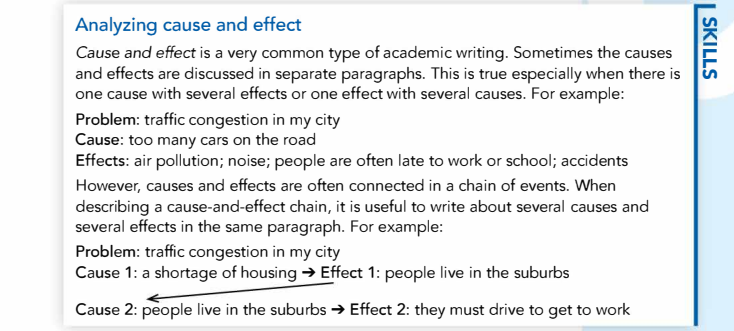 Analyzing cause and effect
Cause and effect is a very common type of academic writing. Sometimes the causes
and effects are discussed in separate paragraphs. This is true especially when there is
one cause with several effects or one effect with several causes. For example:
Problem: traffic congestion in my city
Cause: too many cars on the road
Effects: air pollution; noise; people are often late to work or school; accidents
However, causes and effects are often connected in a chain of events. When
describing a cause-and-effect chain, it is useful to write about several causes and
several effects in the same paragraph. For example:
Problem: traffic congestion in my city
Cause 1: a shortage of housing ➔ Effect 1: people live in the suburbs
Cause 2: people live in the suburbs ➔ Effect 2: they must drive to get to work
SKILLS